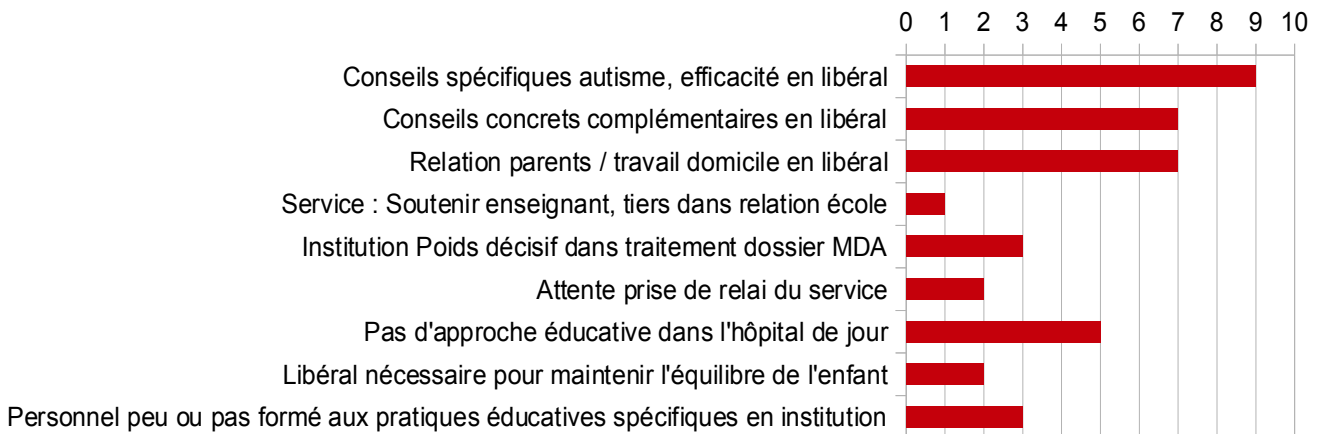 0 1 2 3 4 5 6 7 8 9 10
Conseils spécifiques autisme, efficacité en libéral
Conseils concrets complémentaires en libéral
Relation parents / travail domicile en libéral
Service : Soutenir enseignant, tiers dans relation école
Institution Poids décisif dans traitement dossier MDA
Attente prise de relai du service
Pas d'approche éducative dans l'hôpital de jour
Libéral nécessaire pour maintenir l'équilibre de l'enfant
Personnel peu ou pas formé aux pratiques éducatives spécifiques en institution